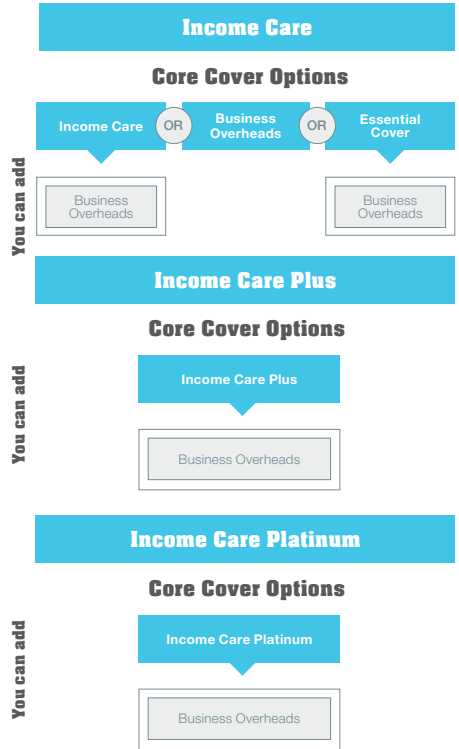 Income Care
Core Cover Options
Income Care
OR
Business
Overheads
OR
Essential
Cover
You can add
Business
Overheads
Business
Overheads
Income Care Plus
Core Cover Options
Income Care Plus
You can add
Business Overheads
Income Care Platinum
Core Cover Options
Income Care Platinum
You can add
Business Overheads